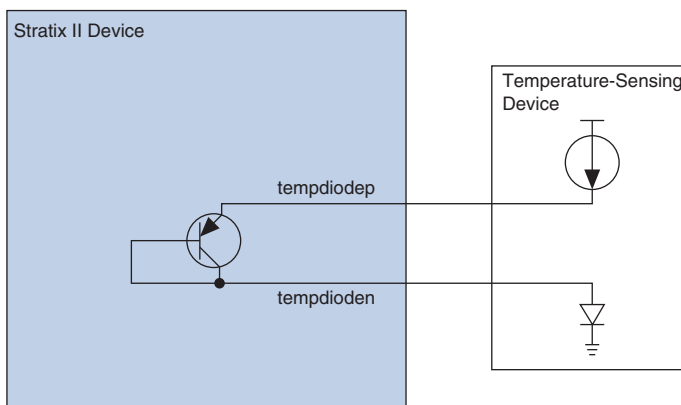 Stratix II Device
Temperature-Sensing
Device
tempdiodep
tempdioden